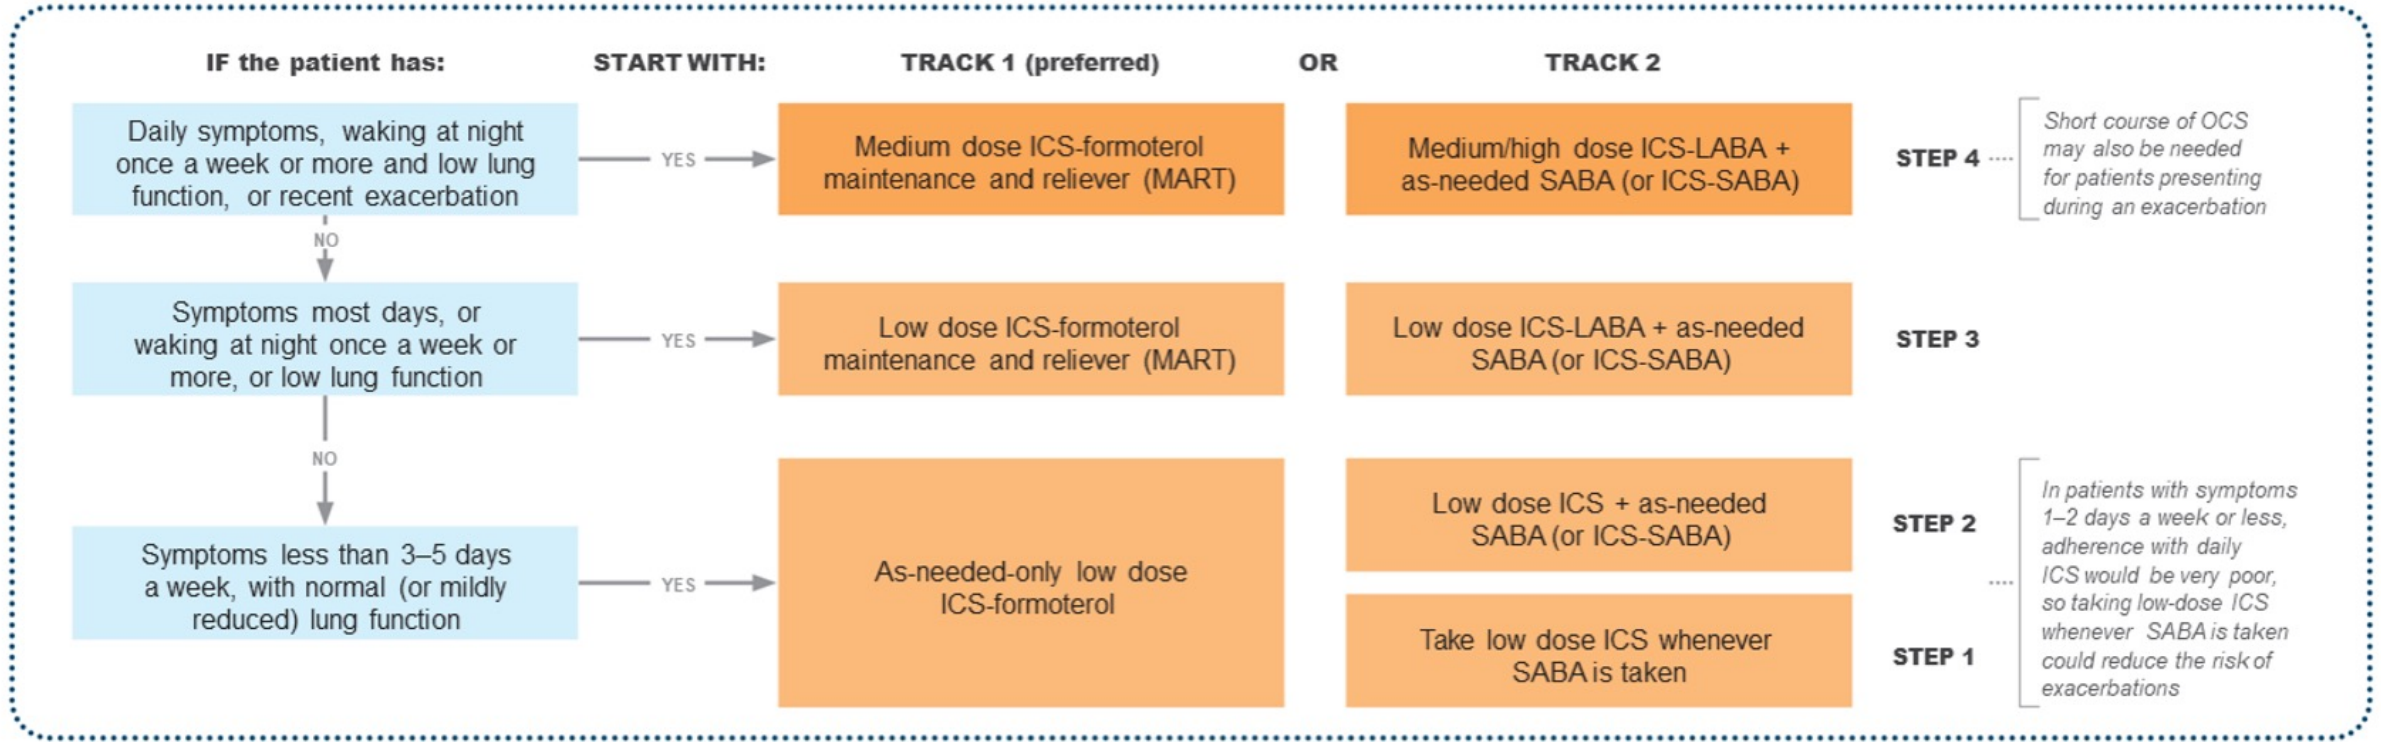 IF the patient has:
START WITH:
TRACK 1 (preferred)
OR
TRACK 2
Daily symptoms, waking at night
once a week or more and low lung
function, or recent exacerbation
YES
Medium dose ICS-formoterol
maintenance and reliever (MART)
Medium/high dose ICS-LABA +
as-needed SABA (or ICS-SABA)
STEP 4
Short course of OCS
may also be needed
for patients presenting
during an exacerbation
NO
Symptoms most days, or
waking at night once a week or
more, or low lung function
YES
Low dose ICS-formoterol
maintenance and reliever (MART)
Low dose ICS-LABA + as-needed
SABA (or ICS-SABA)
STEP 3
NO
Symptoms less than 3–5 days
a week, with normal (or mildly
reduced) lung function
YES
As-needed-only low dose
ICS-formoterol
Low dose ICS + as-needed
SABA (or ICS-SABA)
STEP 2
Take low dose ICS whenever
SABA is taken
STEP 1
In patients with symptoms
1–2 days a week or less,
adherence with daily
ICS would be very poor,
so taking low-dose ICS
whenever SABA is taken
could reduce the risk of
exacerbations